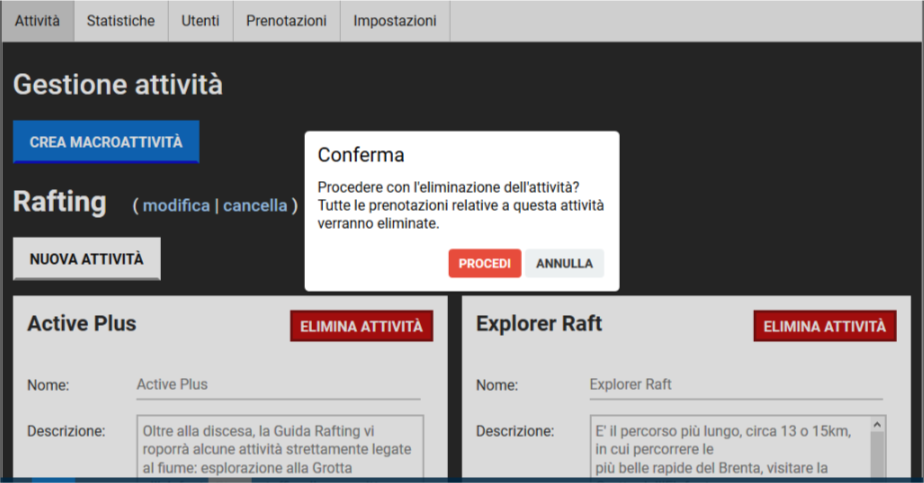 Attività Statistiche Utenti Prenotazioni Impostazioni
Gestione attività
CREA MACROATTIVITÀ
Conferma
Procedere con l'eliminazione dell'attività?
Tutte le prenotazioni relative a questa attività
verranno eliminate.
PROCEDI ANNULLA
Rafting ( modifica | cancella )
NUOVA ATTIVITÀ
Active Plus ELIMINA ATTIVITÀ
Nome: Active Plus
Descrizione: Oltre alla discesa, la Guida Rafting vi
roporrà alcune attività strettamente legate
al fiume: esplorazione alla Grotta
Explorer Raft ELIMINA ATTIVITÀ
Nome: Explorer Raft
Descrizione: E' il percorso più lungo, circa 13 o 15km,
in cui percorrere le
più belle rapide del Brenta, visitare la